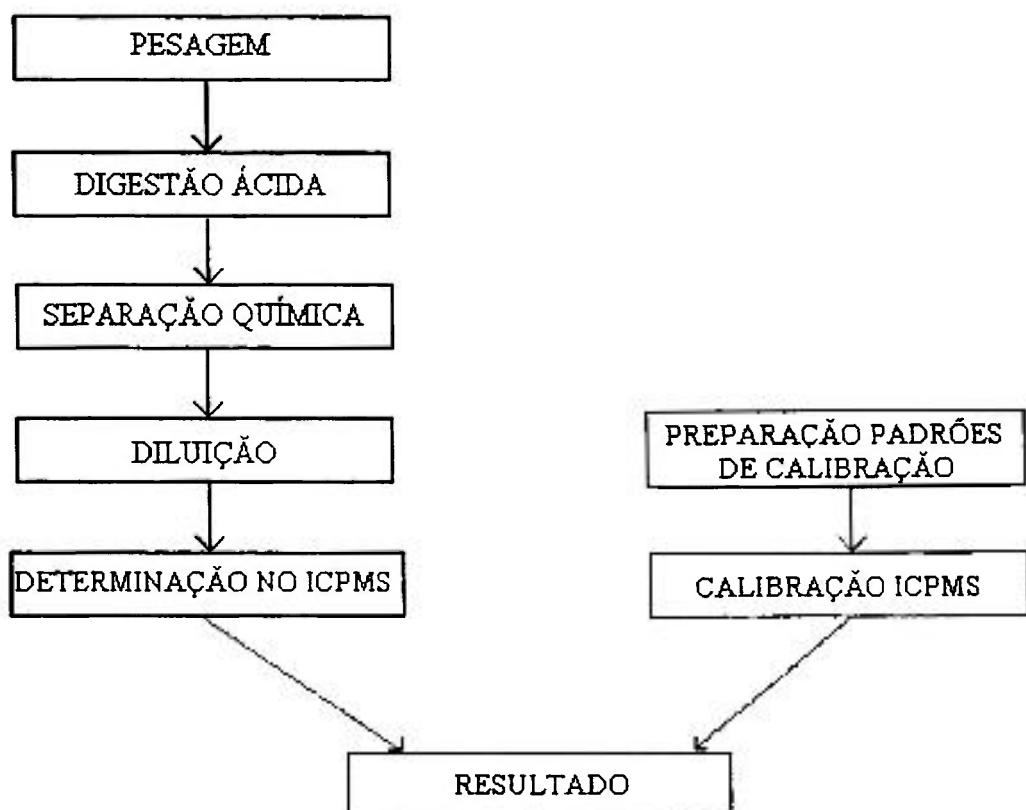 PESAGEM
DIGESTÃO ÁCIDA
SEPARAÇÃO QUÍMICA
DILUIÇÃO
DETERMINAÇÃO NO ICPMS
PREPARAÇÃO PADRÕES
DE CALIBRAÇÃO
CALIBRAÇÃO ICPMS
RESULTADO